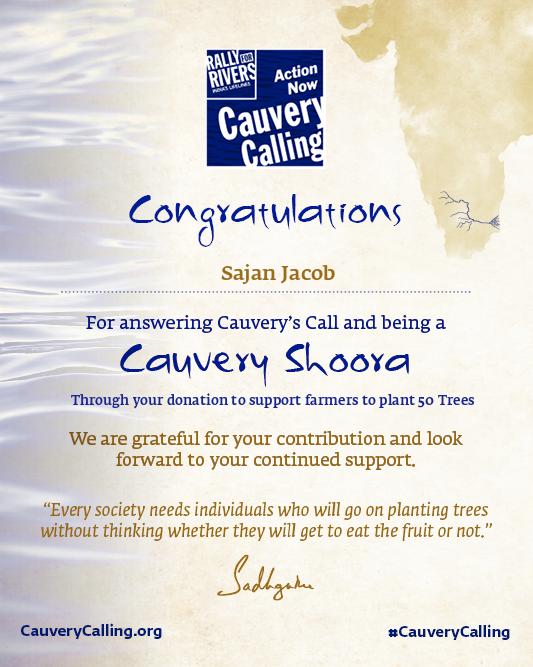 RALLY FOR
RIVERS
INDIA'S LIFELINES
Action
Now
Cauvery
Calling
Congratulations
Sajan Jacob
For answering Cauvery's Call and being a
Cauvery Shoora
Through your donation to support farmers to plant 50 Trees
We are grateful for your contribution and look
forward to your continued support.
“Every society needs individuals who will go on planting trees
without thinking whether they will get to eat the fruit or not.”
Sadhguru
CauveryCalling.org
#CauveryCalling